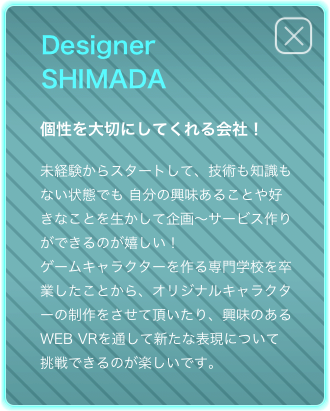 Designer
SHIMADA
個性を大切にしてくれる会社！
未経験からスタートして、技術も知識も
ない状態でも 自分の興味あることや好
きなことを生かして企画〜サービス作り
ができるのが嬉しい！
ゲームキャラクターを作る専門学校を卒
業したことから、オリジナルキャラクタ
ーの制作をさせて頂いたり、興味のある
WEB VRを通して新たな表現について
挑戦できるのが楽しいです。